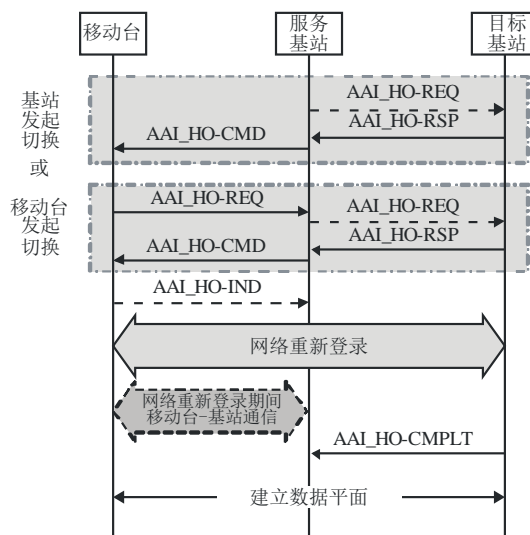 移动台
服务
基站
目标
基站
基站
发起
切换
AAI_HO-REQ
AAI_HO-RSP
AAI_HO-CMD
或
移动台
发起
切换
AAI_HO-REQ
AAI_HO-REQ
AAI_HO-RSP
AAI_HO-CMD
AAI_HO-IND
网络重新登录
网络重新登录期间
移动台-基站通信
AAI_HO-CMPLT
建立数据平面